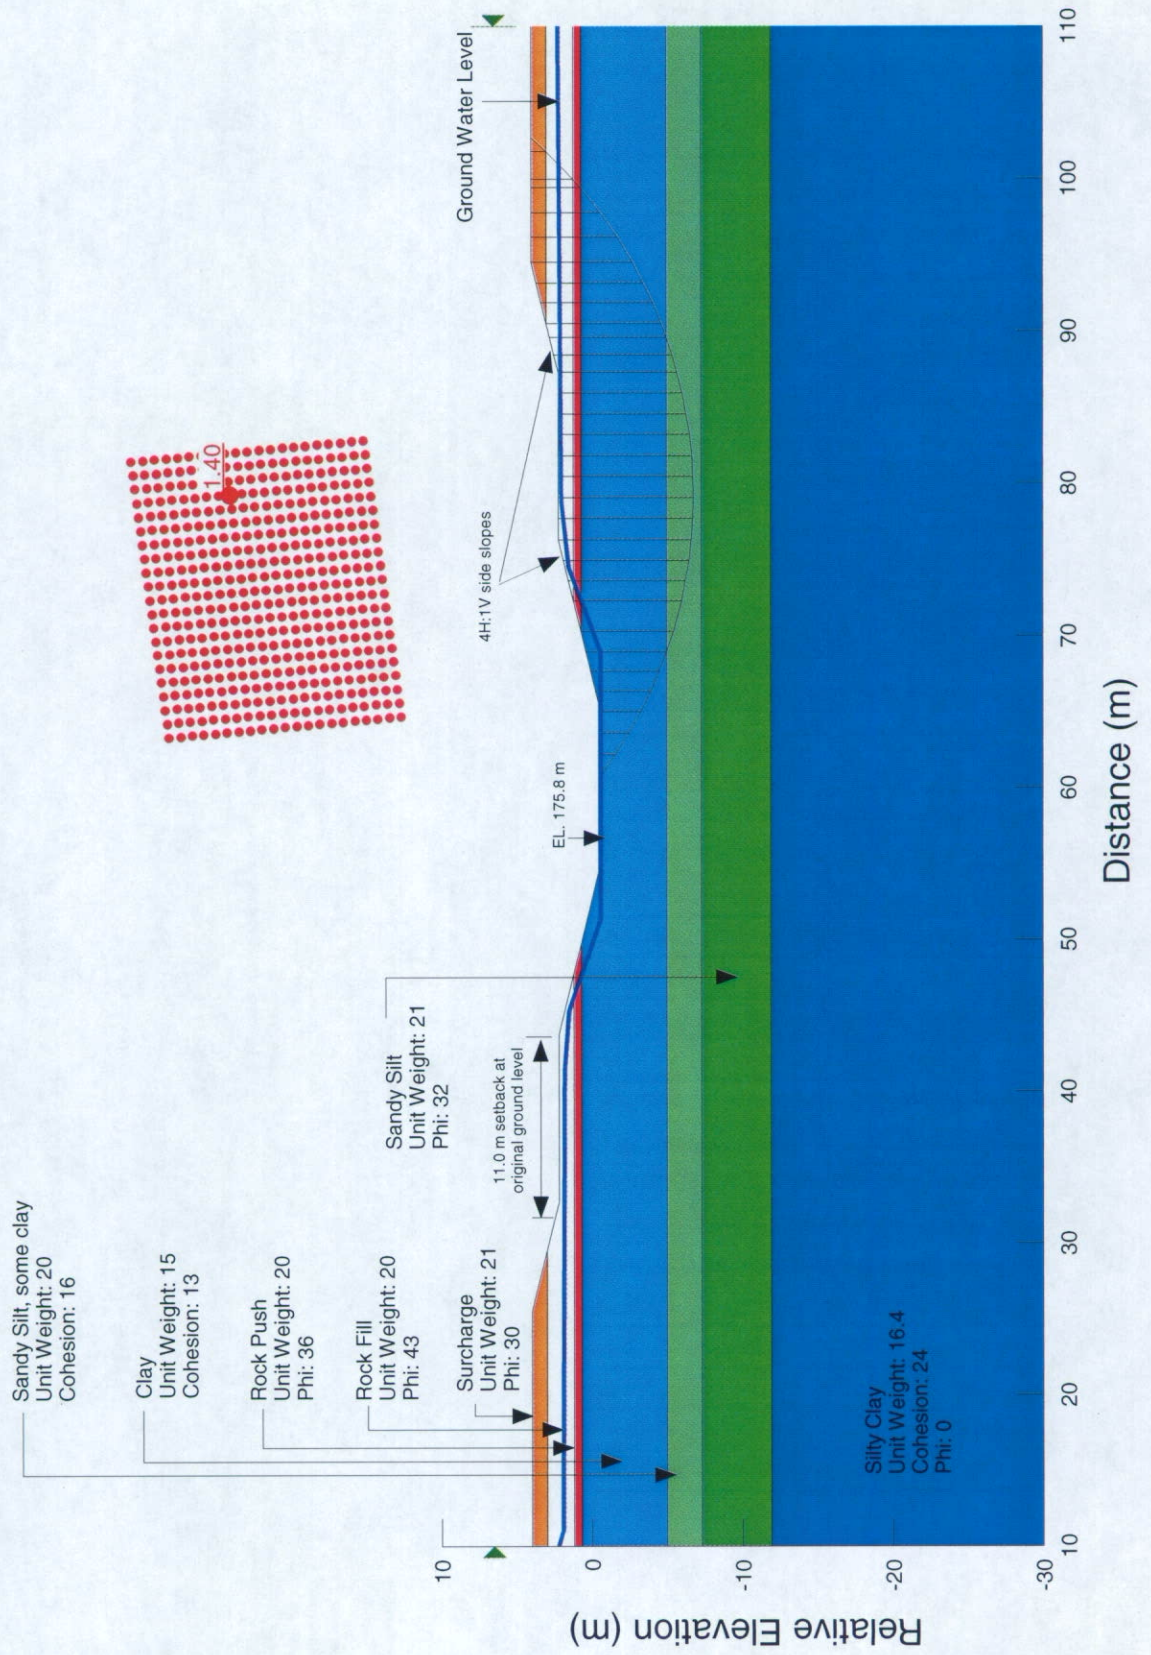 Sandy Silt, some clay
Unit Weight: 20
Cohesion: 16
Clay
Unit Weight: 15
Cohesion: 13
Rock Push
Unit Weight: 20
Phi: 36
Rock Fill
Unit Weight: 20
Phi: 43
Surcharge
Unit Weight: 21
Phi: 30
Sandy Silt
Unit Weight: 21
Phi: 32
11.0 m setback at
original ground level
EL. 175.8 m
4H:1V side slopes
1.40
Ground Water Level
Silty Clay
Unit Weight: 16.4
Cohesion: 24
Phi: 0
Relative Elevation (m)
10
0
-10
-20
-30
10
20
30
40
50
60
70
80
90
100
110
Distance (m)